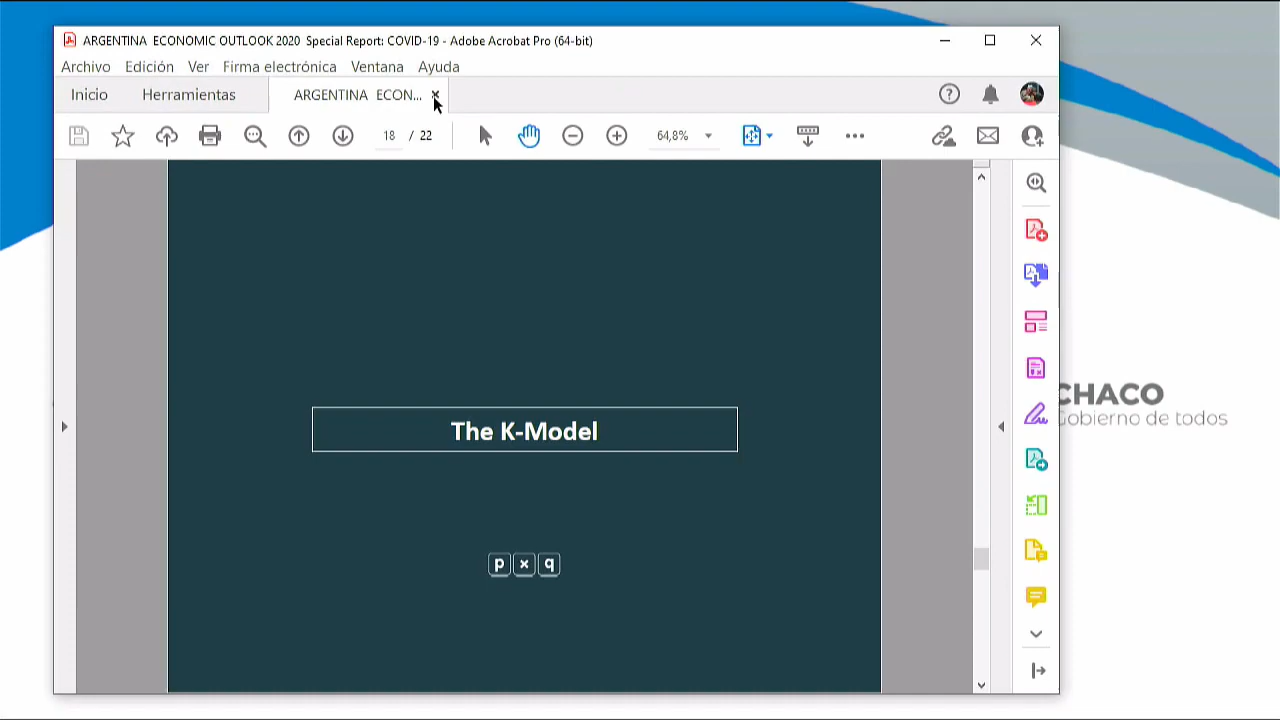 ARGENTINA ECONOMIC OUTLOOK 2020 Special Report: COVID-19 - Adobe Acrobat Pro (64-bit)
Archivo Edición Ver Firma electrónica Ventana Ayuda
Inicio Herramientas ARGENTINA ECON...
18 / 22 64,8%
The K-Model
p x q
CHACO
Gobierno de todos